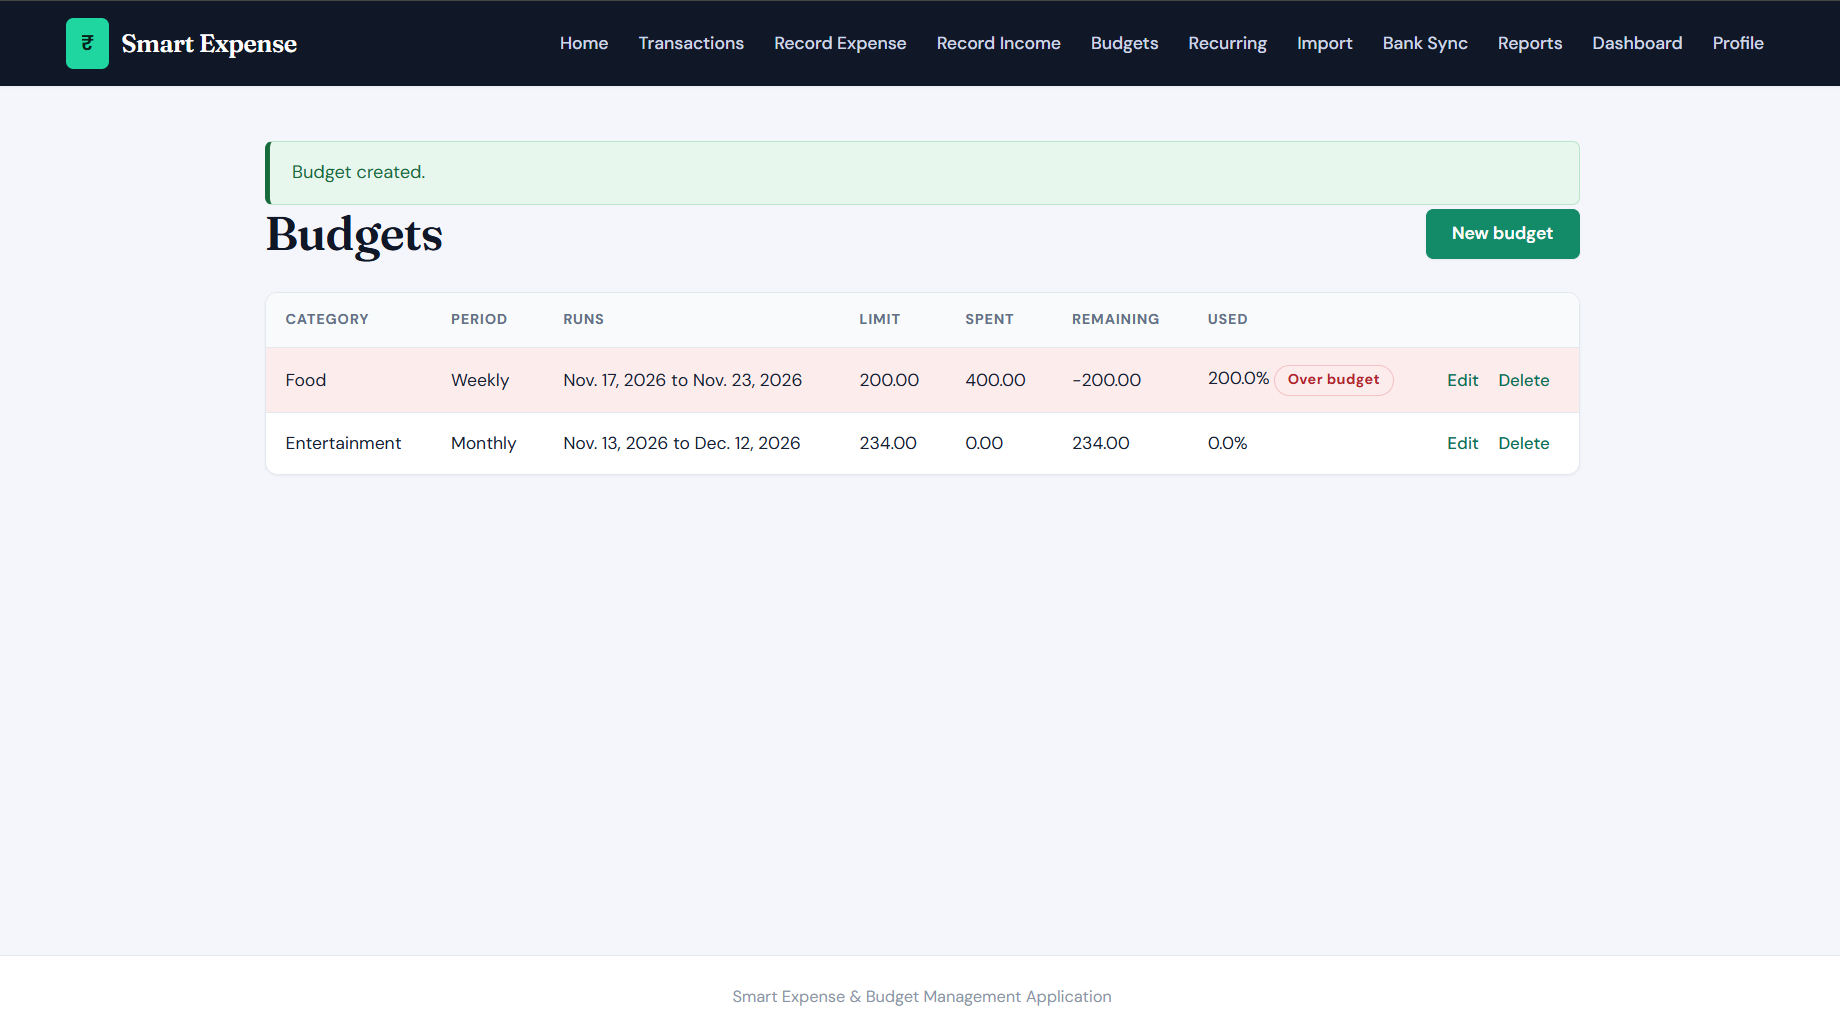 ₹ Smart Expense Home Transactions Record Expense Record Income Budgets Recurring Import Bank Sync Reports Dashboard Profile
Budget created.
Budgets New budget
CATEGORY PERIOD RUNS LIMIT SPENT REMAINING USED
Food Weekly Nov. 17, 2026 to Nov. 23, 2026 200.00 400.00 -200.00 200.0% Over budget Edit Delete
Entertainment Monthly Nov. 13, 2026 to Dec. 12, 2026 234.00 0.00 234.00 0.0% Edit Delete
Smart Expense & Budget Management Application